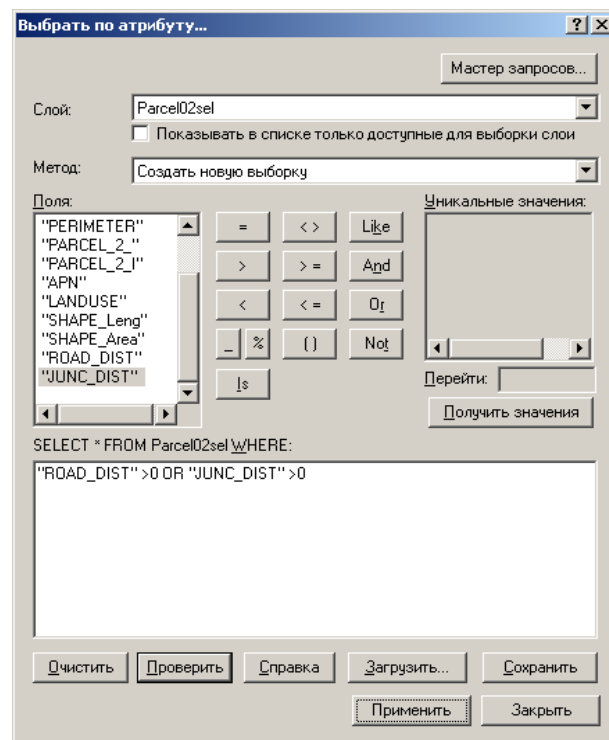 Выбрать по атрибуту...
Мастер запросов...
Слой: Parcel02sel
Показывать в списке только доступные для выборки слои
Метод: Создать новую выборку
Поля: Уникальные значения:
"PERIMETER"
"PARCEL_2_"
"PARCEL_2_I"
"APN"
"LANDUSE"
"SHAPE_Leng"
"SHAPE_Area"
"ROAD_DIST"
"JUNC_DIST"
= < > Like
> > = And
< < = Or
_ % () Not
Is
Перейти:
Получить значения
SELECT * FROM Parcel02sel WHERE:
"ROAD_DIST" >0 OR "JUNC_DIST" >0
Очистить Проверить Справка Загрузить... Сохранить
Применить Закрыть